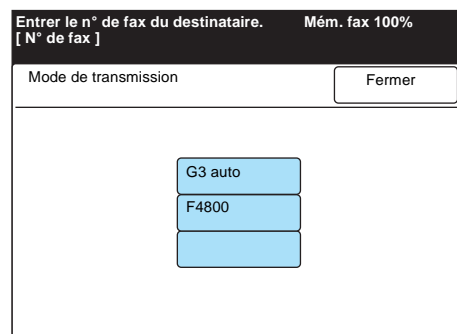 Entrer le n° de fax du destinataire. Mém. fax 100%
[ N° de fax ]
Mode de transmission Fermer
G3 auto
F4800